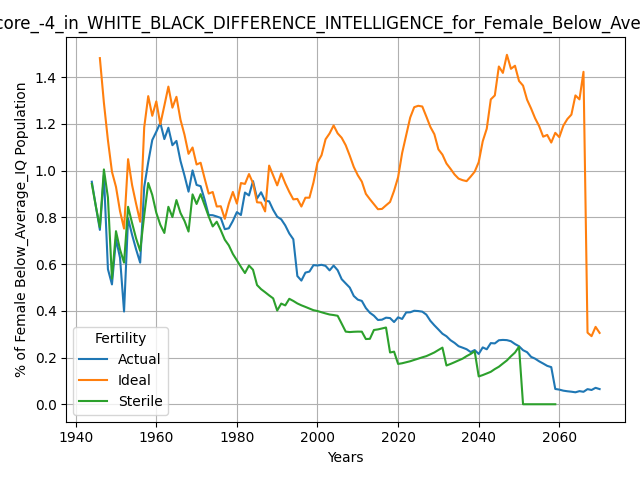 core_-4_in_WHITE_BLACK_DIFFERENCE_INTELLIGENCE_for_Female_Below_Ave
% of Female Below_Average_IQ Population
1.4
1.2
1.0
0.8
0.6
0.4
0.2
0.0
Fertility
Actual
Ideal
Sterile
1940
1960
1980
2000
2020
2040
2060
Years